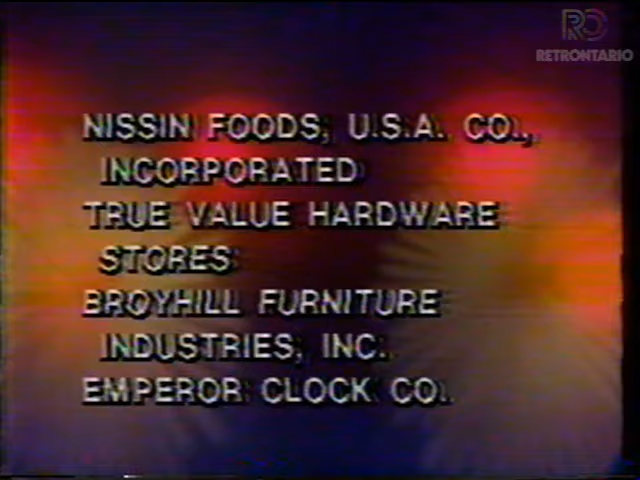 RETRONTARIO
NISSIN FOODS, U.S.A. CO.,
INCORPORATED
TRUE VALUE HARDWARE
STORES
BROYHILL FURNITURE
INDUSTRIES, INC.
EMPEROR CLOCK CO.